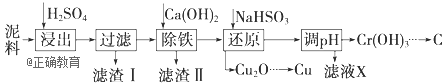 H₂SO₄ Ca(OH)₂ NaHSO₃
泥料 浸出 过滤 除铁 还原 调pH Cr(OH)₃···C
@正确教育 滤渣Ⅰ 滤渣Ⅱ Cu₂O Cu 滤液X